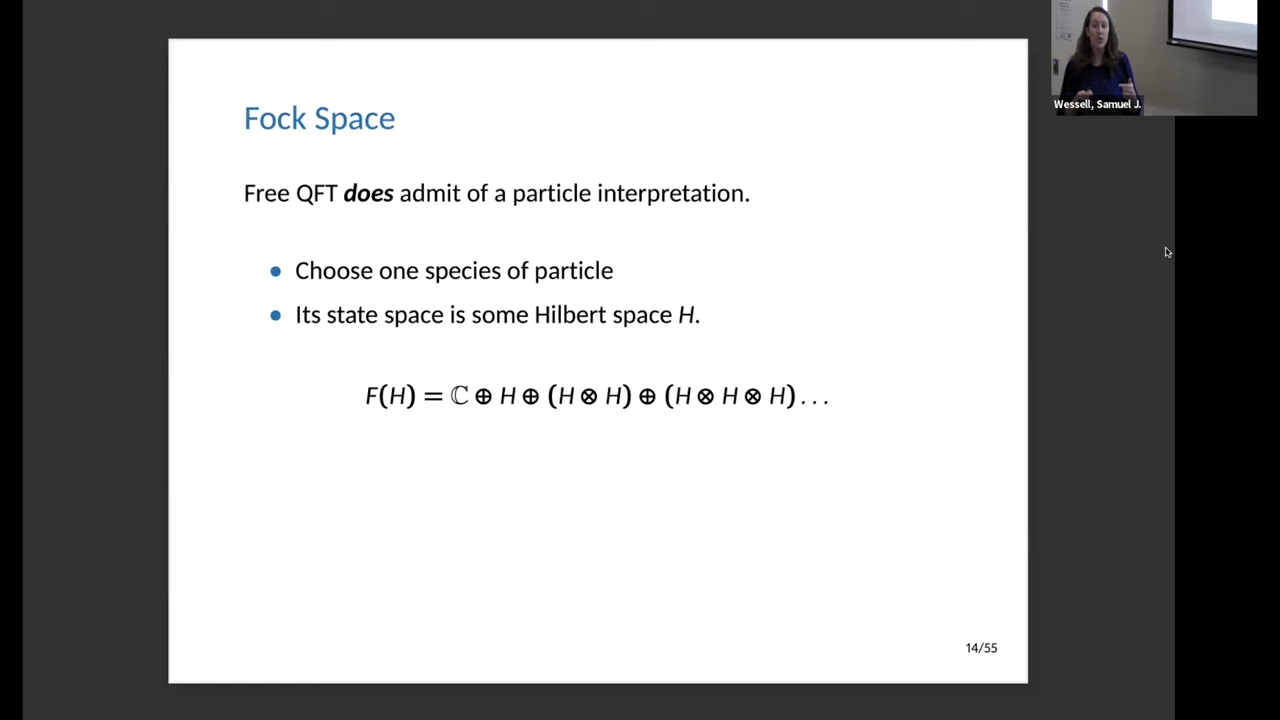 Fock Space
Free QFT does admit of a particle interpretation.
● Choose one species of particle
● Its state space is some Hilbert space H.
F(H) = ℂ ⊕ H ⊕ (H ⊗ H) ⊕ (H ⊗ H ⊗ H) . . .
14/55
Wessell, Samuel J.